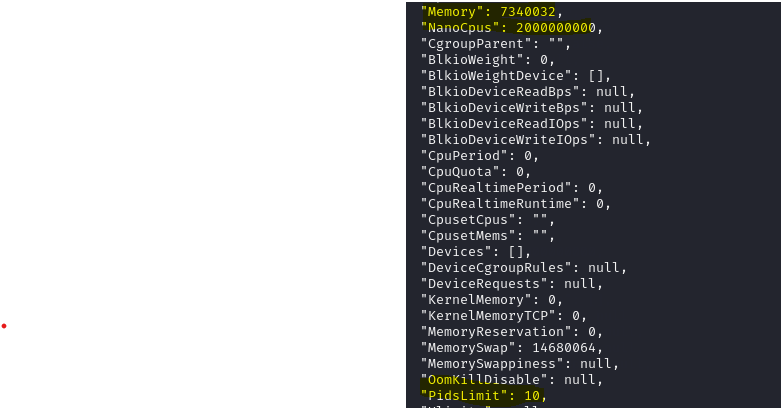 "Memory": 7340032,
"NanoCpus": 2000000000,
"CgroupParent": "",
"BlkioWeight": 0,
"BlkioWeightDevice": [],
"BlkioDeviceReadBps": null,
"BlkioDeviceWriteBps": null,
"BlkioDeviceReadIOps": null,
"BlkioDeviceWriteIOps": null,
"CpuPeriod": 0,
"CpuQuota": 0,
"CpuRealtimePeriod": 0,
"CpuRealtimeRuntime": 0,
"CpusetCpus": "",
"CpusetMems": "",
"Devices": [],
"DeviceCgroupRules": null,
"DeviceRequests": null,
"KernelMemory": 0,
"KernelMemoryTCP": 0,
"MemoryReservation": 0,
"MemorySwap": 14680064,
"MemorySwappiness": null,
"OomKillDisable": null,
"PidsLimit": 10,